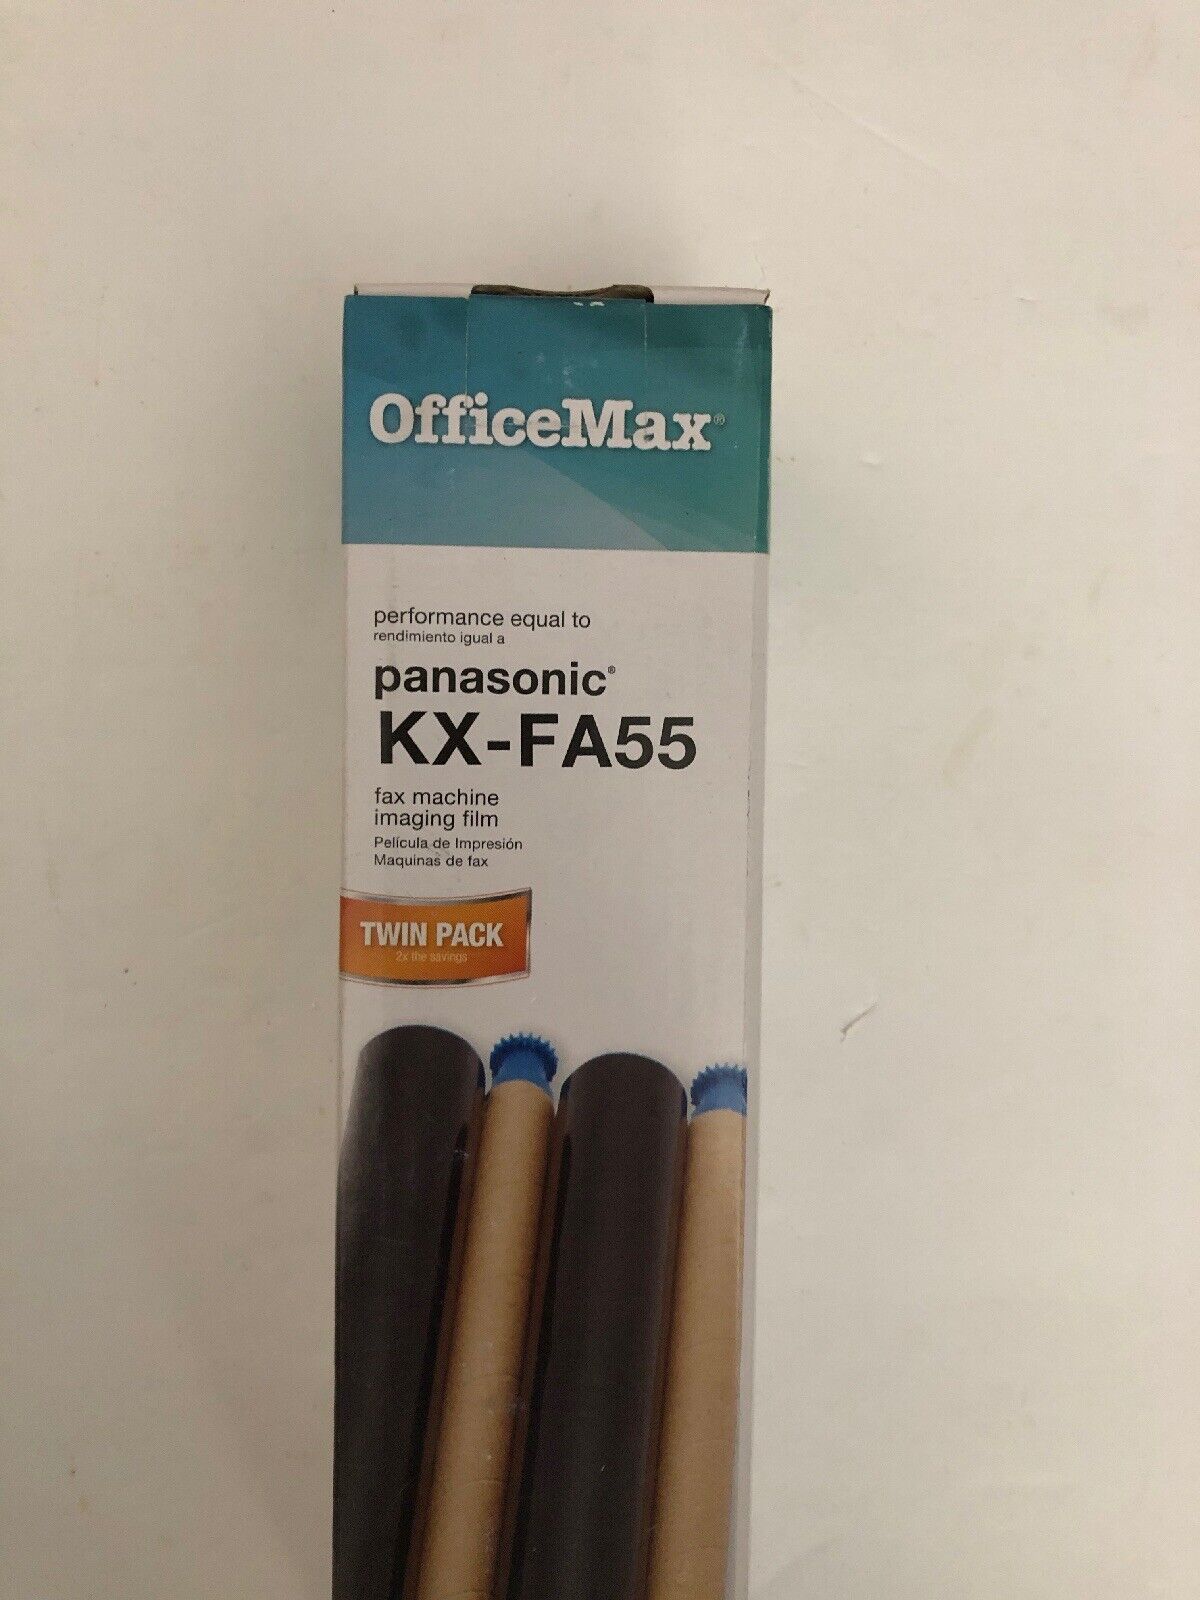 OfficeMax®
performance equal to
rendimiento igual a
panasonic®
KX-FA55
fax machine
imaging film
Película de Impresión
Maquinas de fax
TWIN PACK
2x the savings